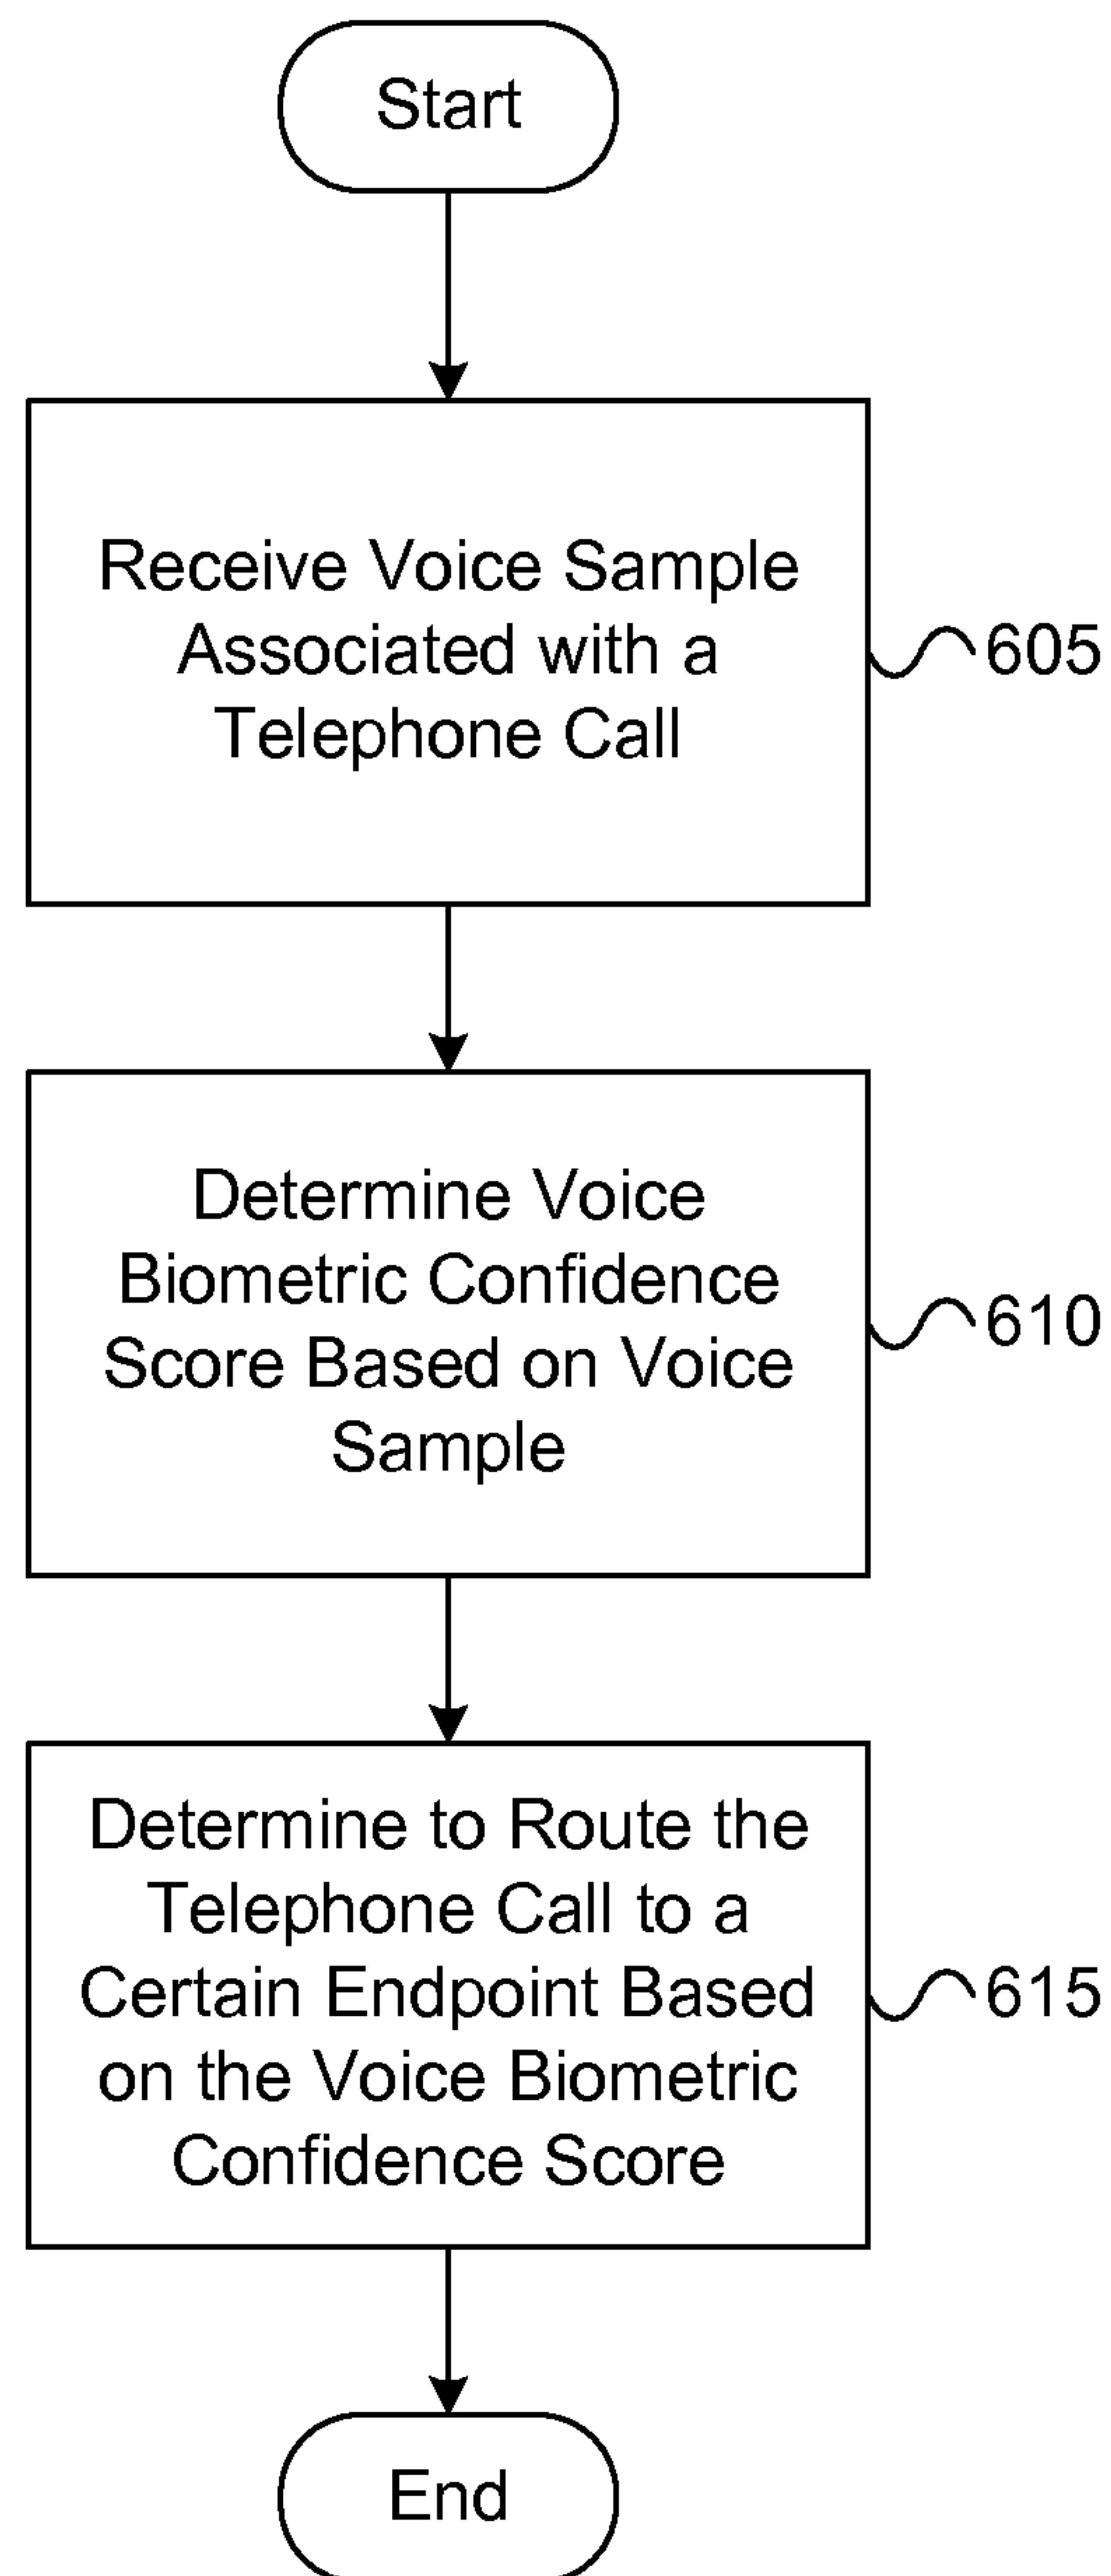 Start
Receive Voice Sample
Associated with a
Telephone Call
605
Determine Voice
Biometric Confidence
Score Based on Voice
Sample
610
Determine to Route the
Telephone Call to a
Certain Endpoint Based
on the Voice Biometric
Confidence Score
615
End